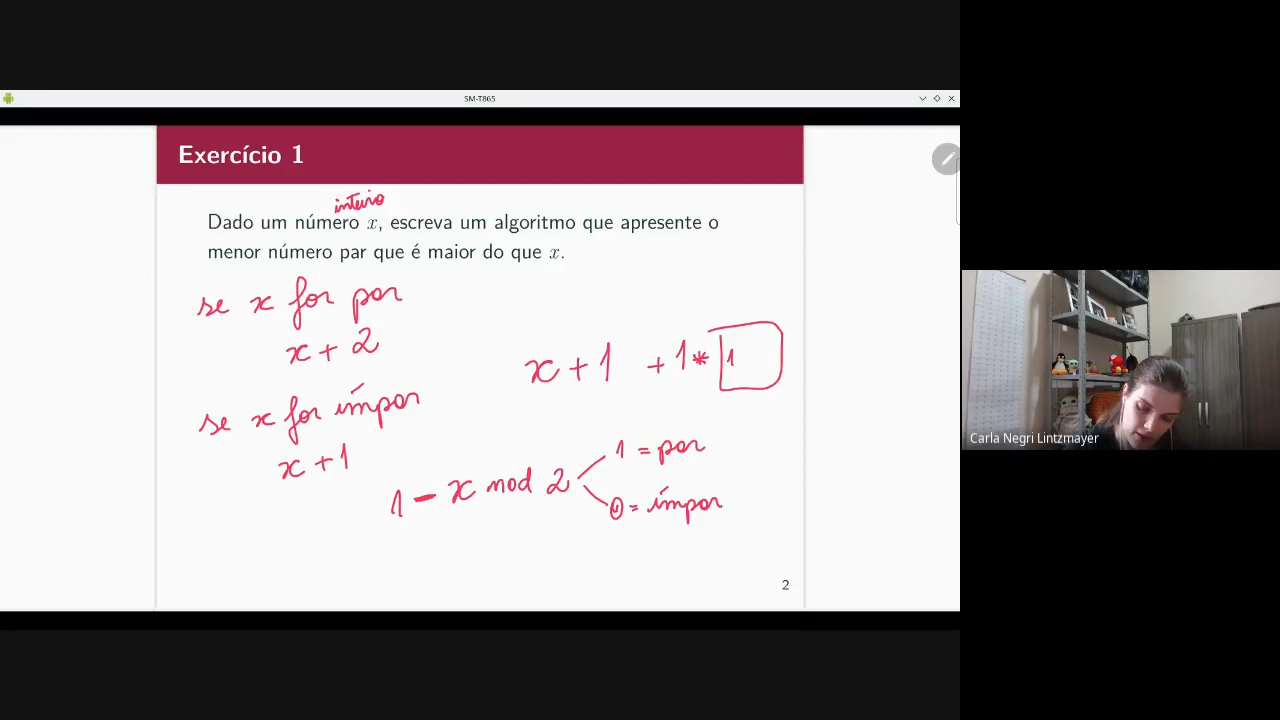 SM-T865
Exercício 1
inteiro
Dado um número x, escreva um algoritmo que apresente o
menor número par que é maior do que x.
se x for par
x + 2
se x for ímpar
x + 1
x + 1 + 1 * 1
1 - x mod 2
1 = par
0 = ímpar
2
Carla Negri Lintzmayer